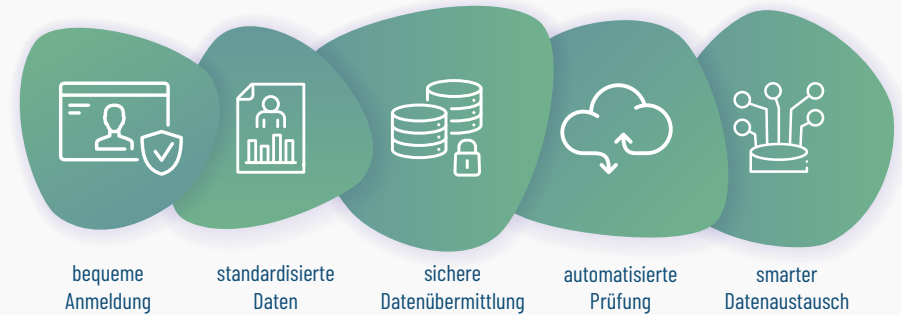 bequeme
Anmeldung
standardisierte
Daten
sichere
Datenübermittlung
automatisierte
Prüfung
smarter
Datenaustausch